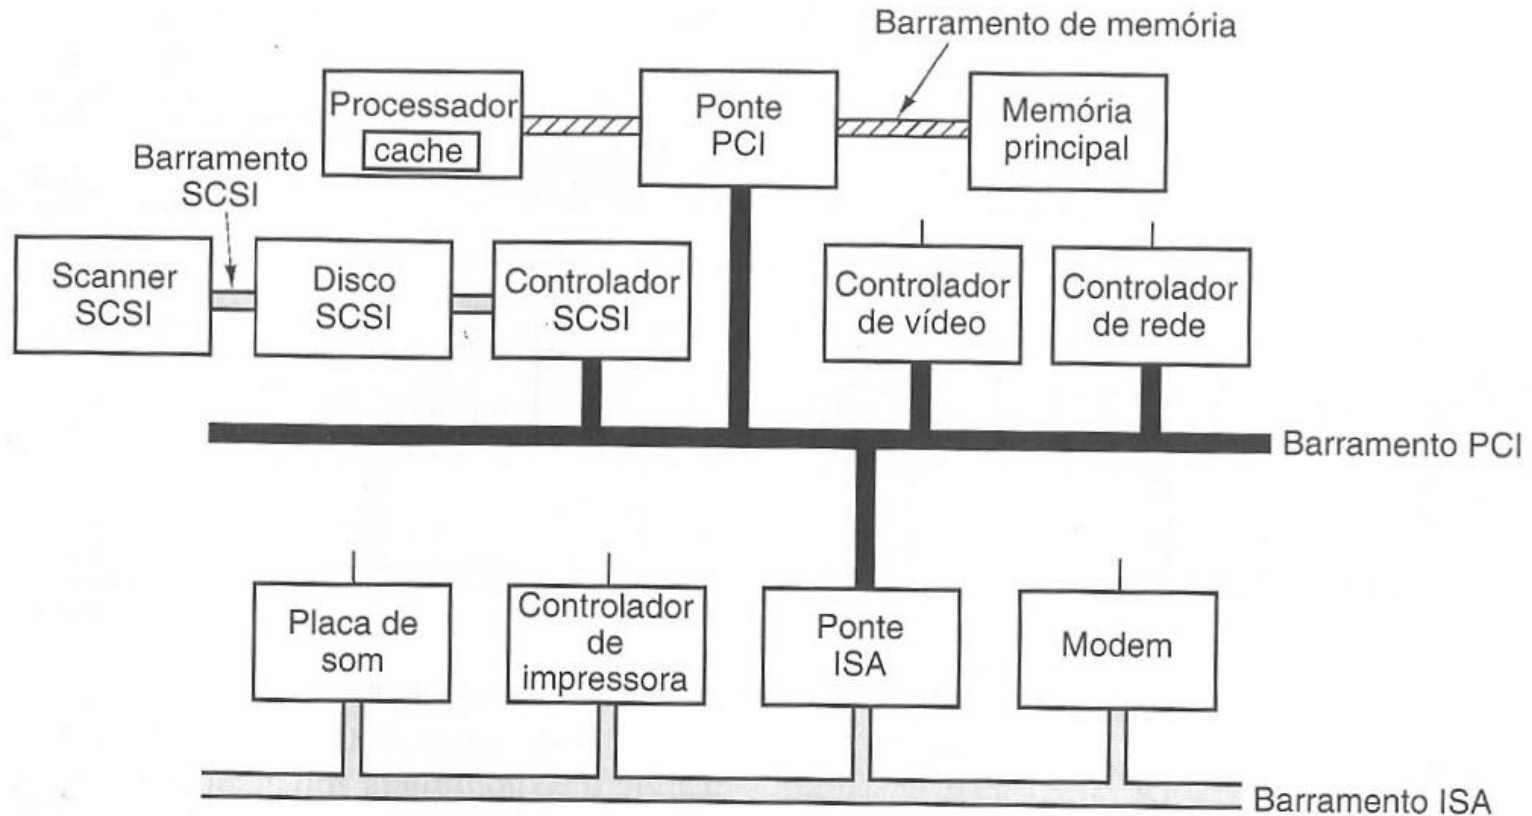 Barramento de memória
Processador
cache
Ponte
PCI
Memória
principal
Barramento
SCSI
Scanner
SCSI
Disco
SCSI
Controlador
SCSI
Controlador
de vídeo
Controlador
de rede
Barramento PCI
Placa de
som
Controlador
de
impressora
Ponte
ISA
Modem
Barramento ISA